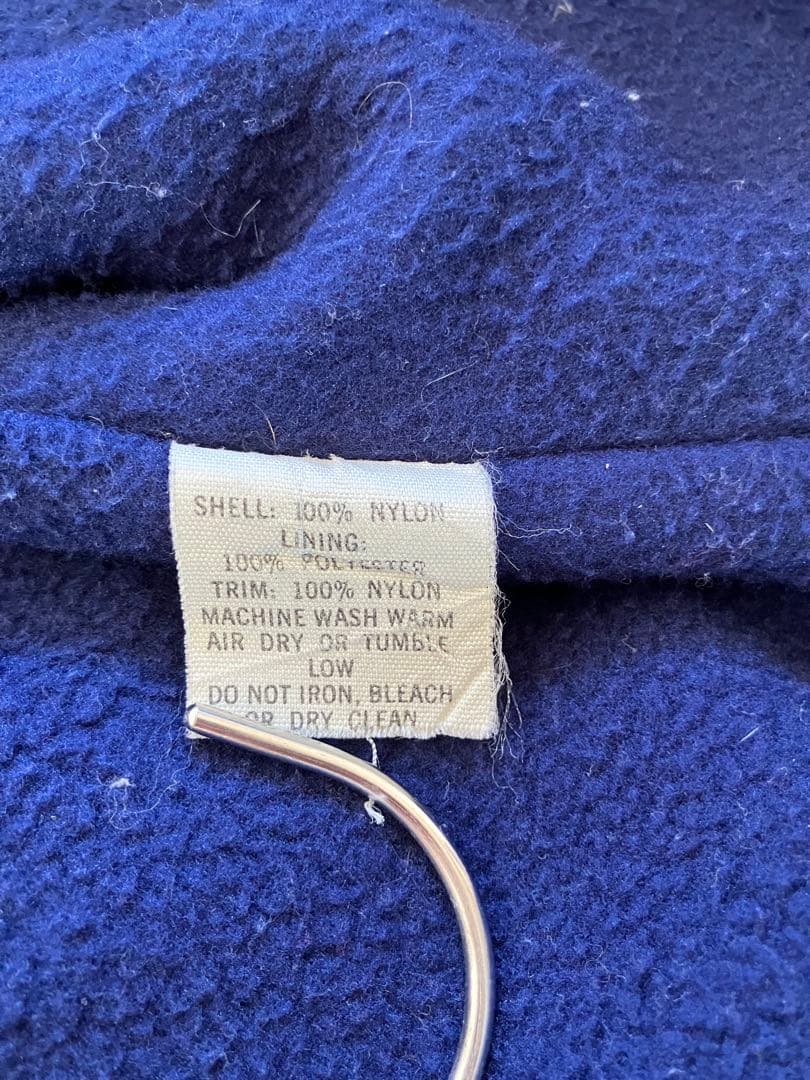 SHELL: 100% NYLON
LINING:
100% POLYESTER
TRIM: 100% NYLON
MACHINE WASH WARM
AIR DRY OR TUMBLE
LOW
DO NOT IRON, BLEACH
OR DRY CLEAN